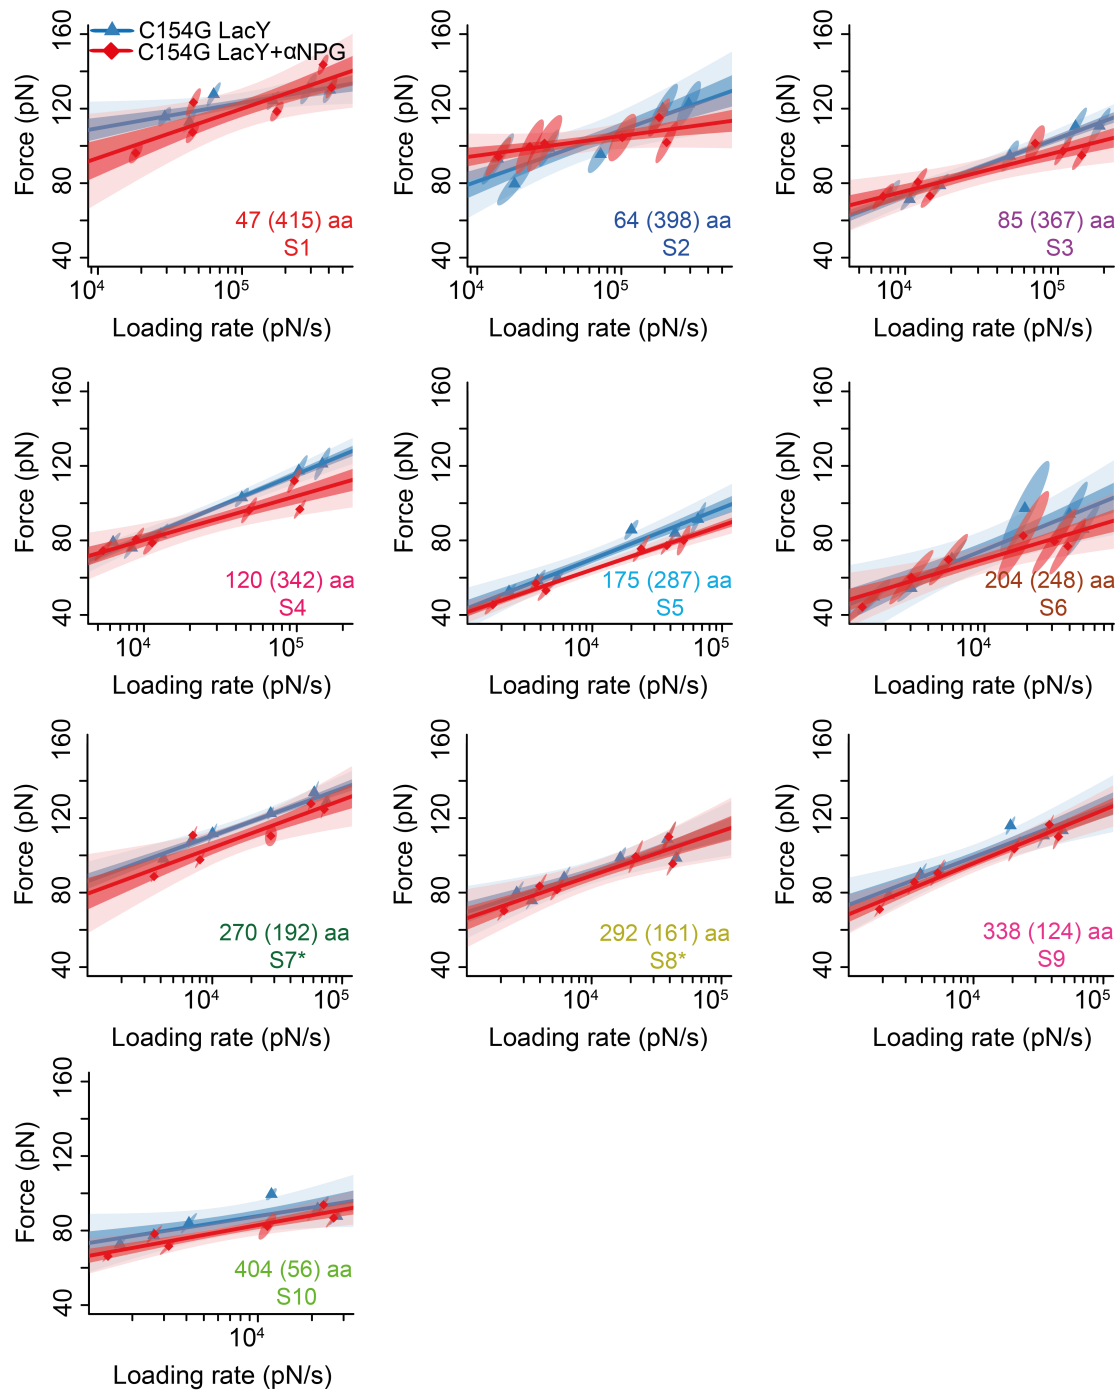 C154G LacY
C154G LacY+αNPG
Force (pN)
160
120
80
40
47 (415) aa
S1
10⁴
10⁵
Loading rate (pN/s)
Force (pN)
160
120
80
40
64 (398) aa
S2
10⁴
10⁵
Loading rate (pN/s)
Force (pN)
160
120
80
40
85 (367) aa
S3
10⁴
10⁵
Loading rate (pN/s)
Force (pN)
160
120
80
40
120 (342) aa
S4
10⁴
10⁵
Loading rate (pN/s)
Force (pN)
160
120
80
40
175 (287) aa
S5
10⁴
10⁵
Loading rate (pN/s)
Force (pN)
160
120
80
40
204 (248) aa
S6
10⁴
Loading rate (pN/s)
Force (pN)
160
120
80
40
270 (192) aa
S7*
10⁴
10⁵
Loading rate (pN/s)
Force (pN)
160
120
80
40
292 (161) aa
S8*
10⁴
10⁵
Loading rate (pN/s)
Force (pN)
160
120
80
40
338 (124) aa
S9
10⁴
10⁵
Loading rate (pN/s)
Force (pN)
160
120
80
40
404 (56) aa
S10
10⁴
Loading rate (pN/s)